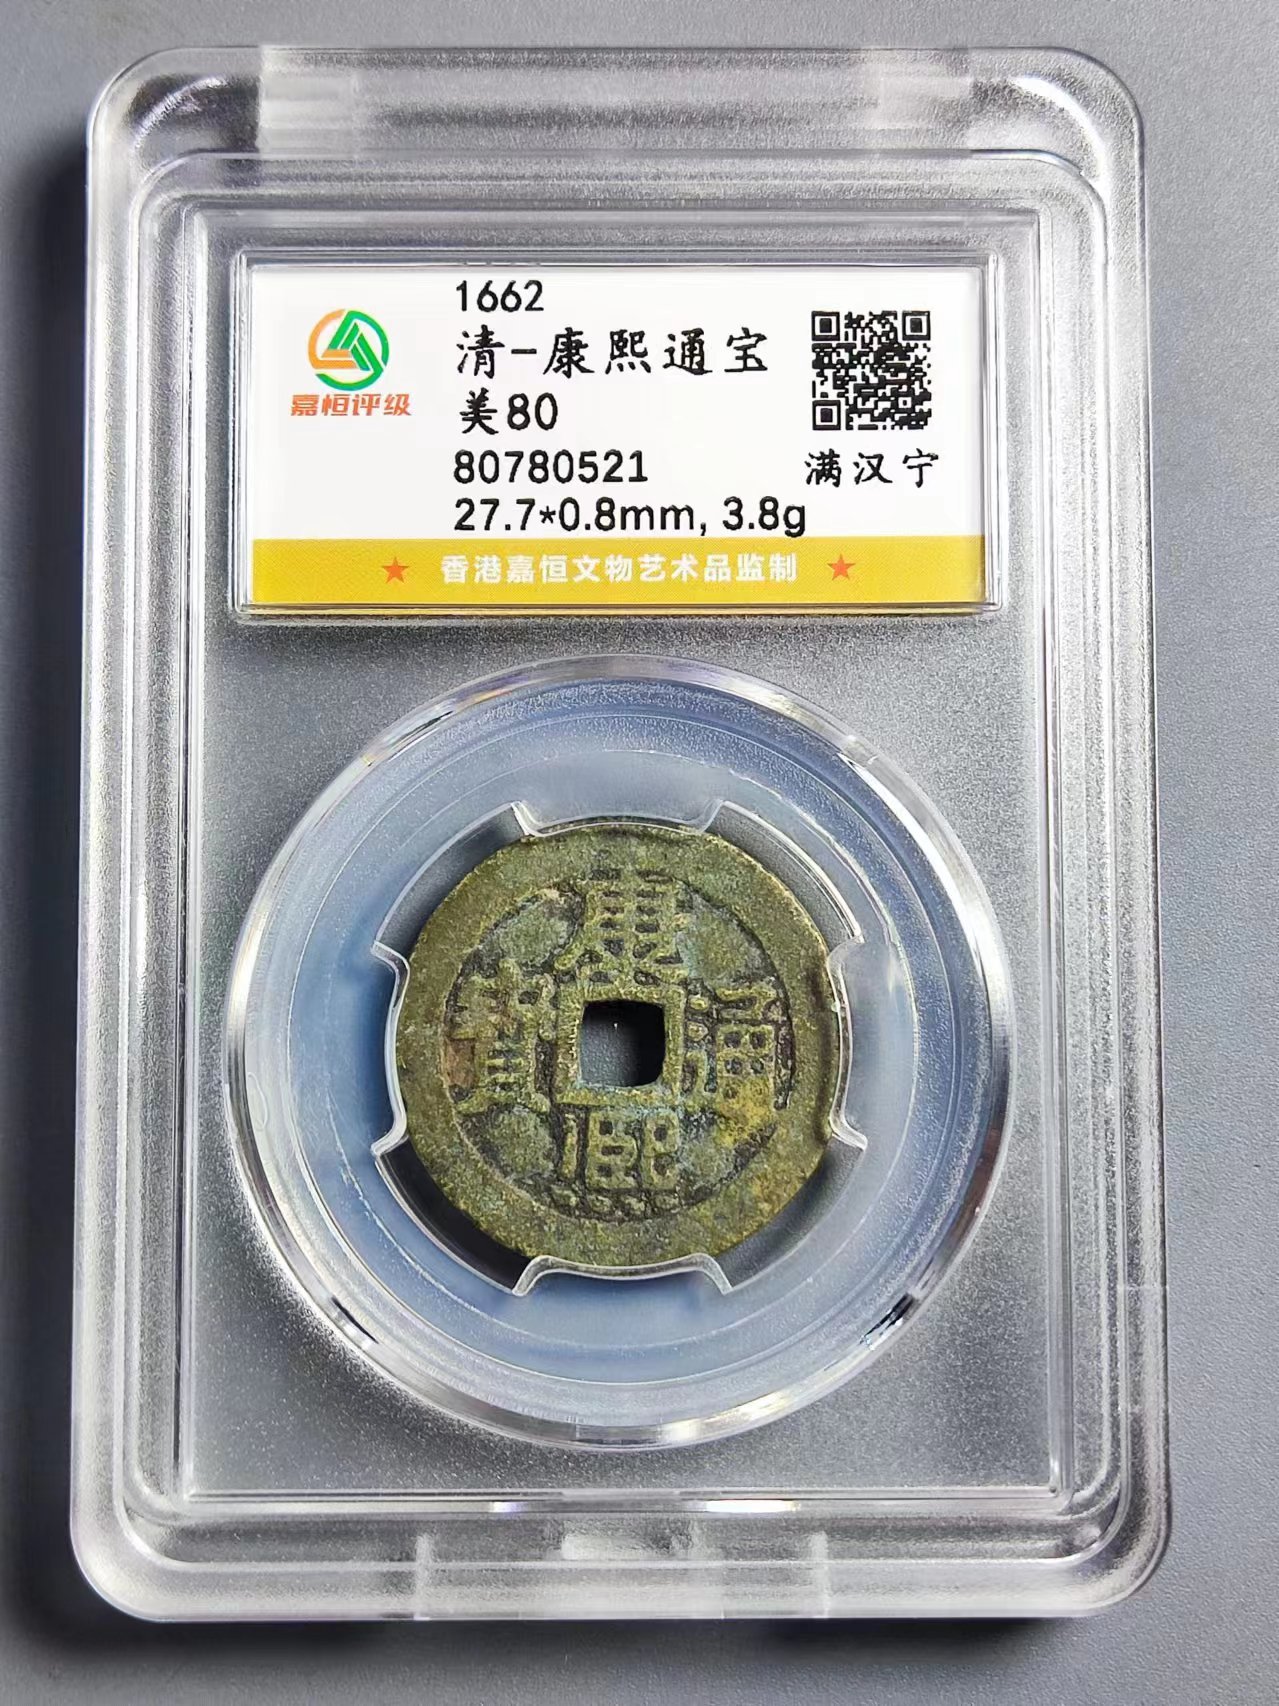 1662
清-康熙通宝
美80
80780521
27.7*0.8mm, 3.8g
嘉恒评级
满汉宁
★ 香港嘉恒文物艺术品监制 ★
康熙通寶